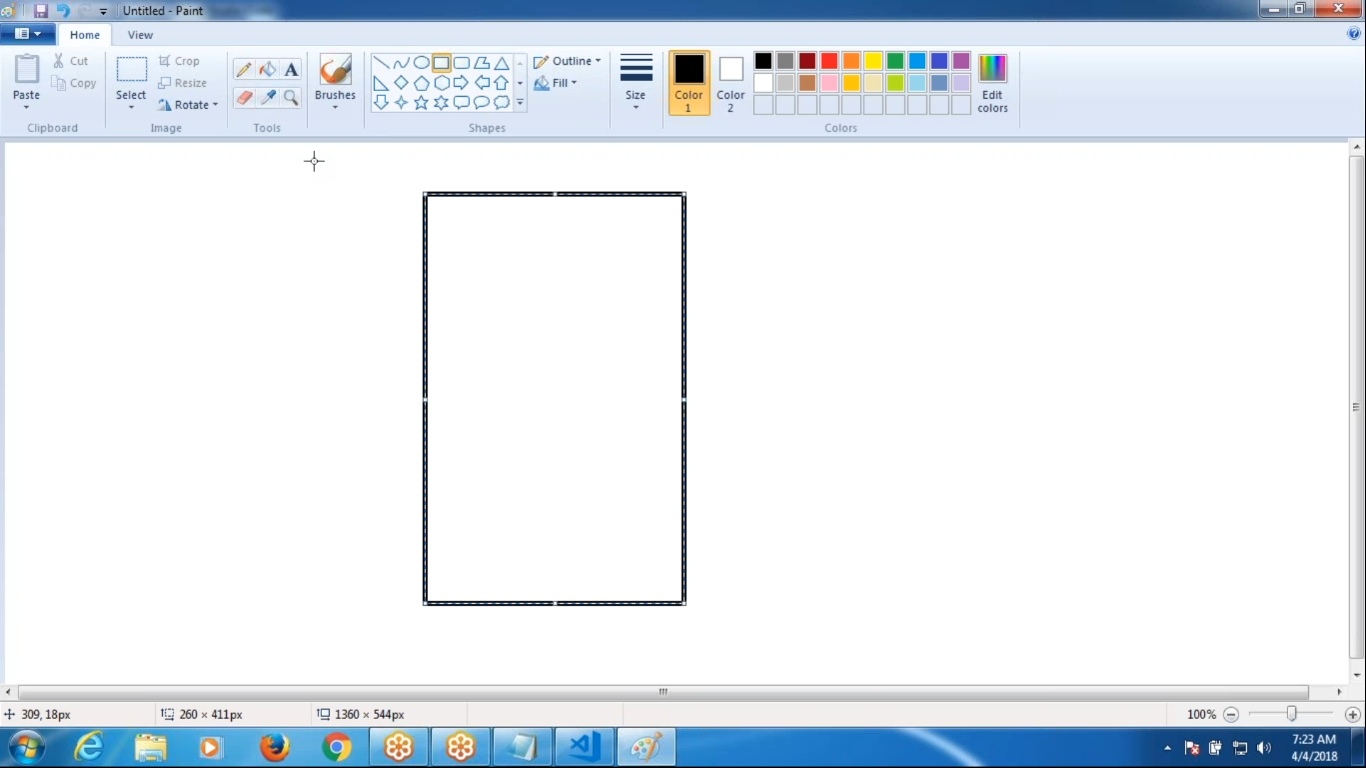 Untitled - Paint
Home View
Cut
Copy
Paste
Clipboard
Crop
Resize
Rotate
Select
Image
A
Tools
Brushes
Shapes
Outline
Fill
Size
Color 1
Color 2
Edit colors
Colors
309, 18px
260 × 411px
1360 × 544px
100%
7:23 AM
4/4/2018